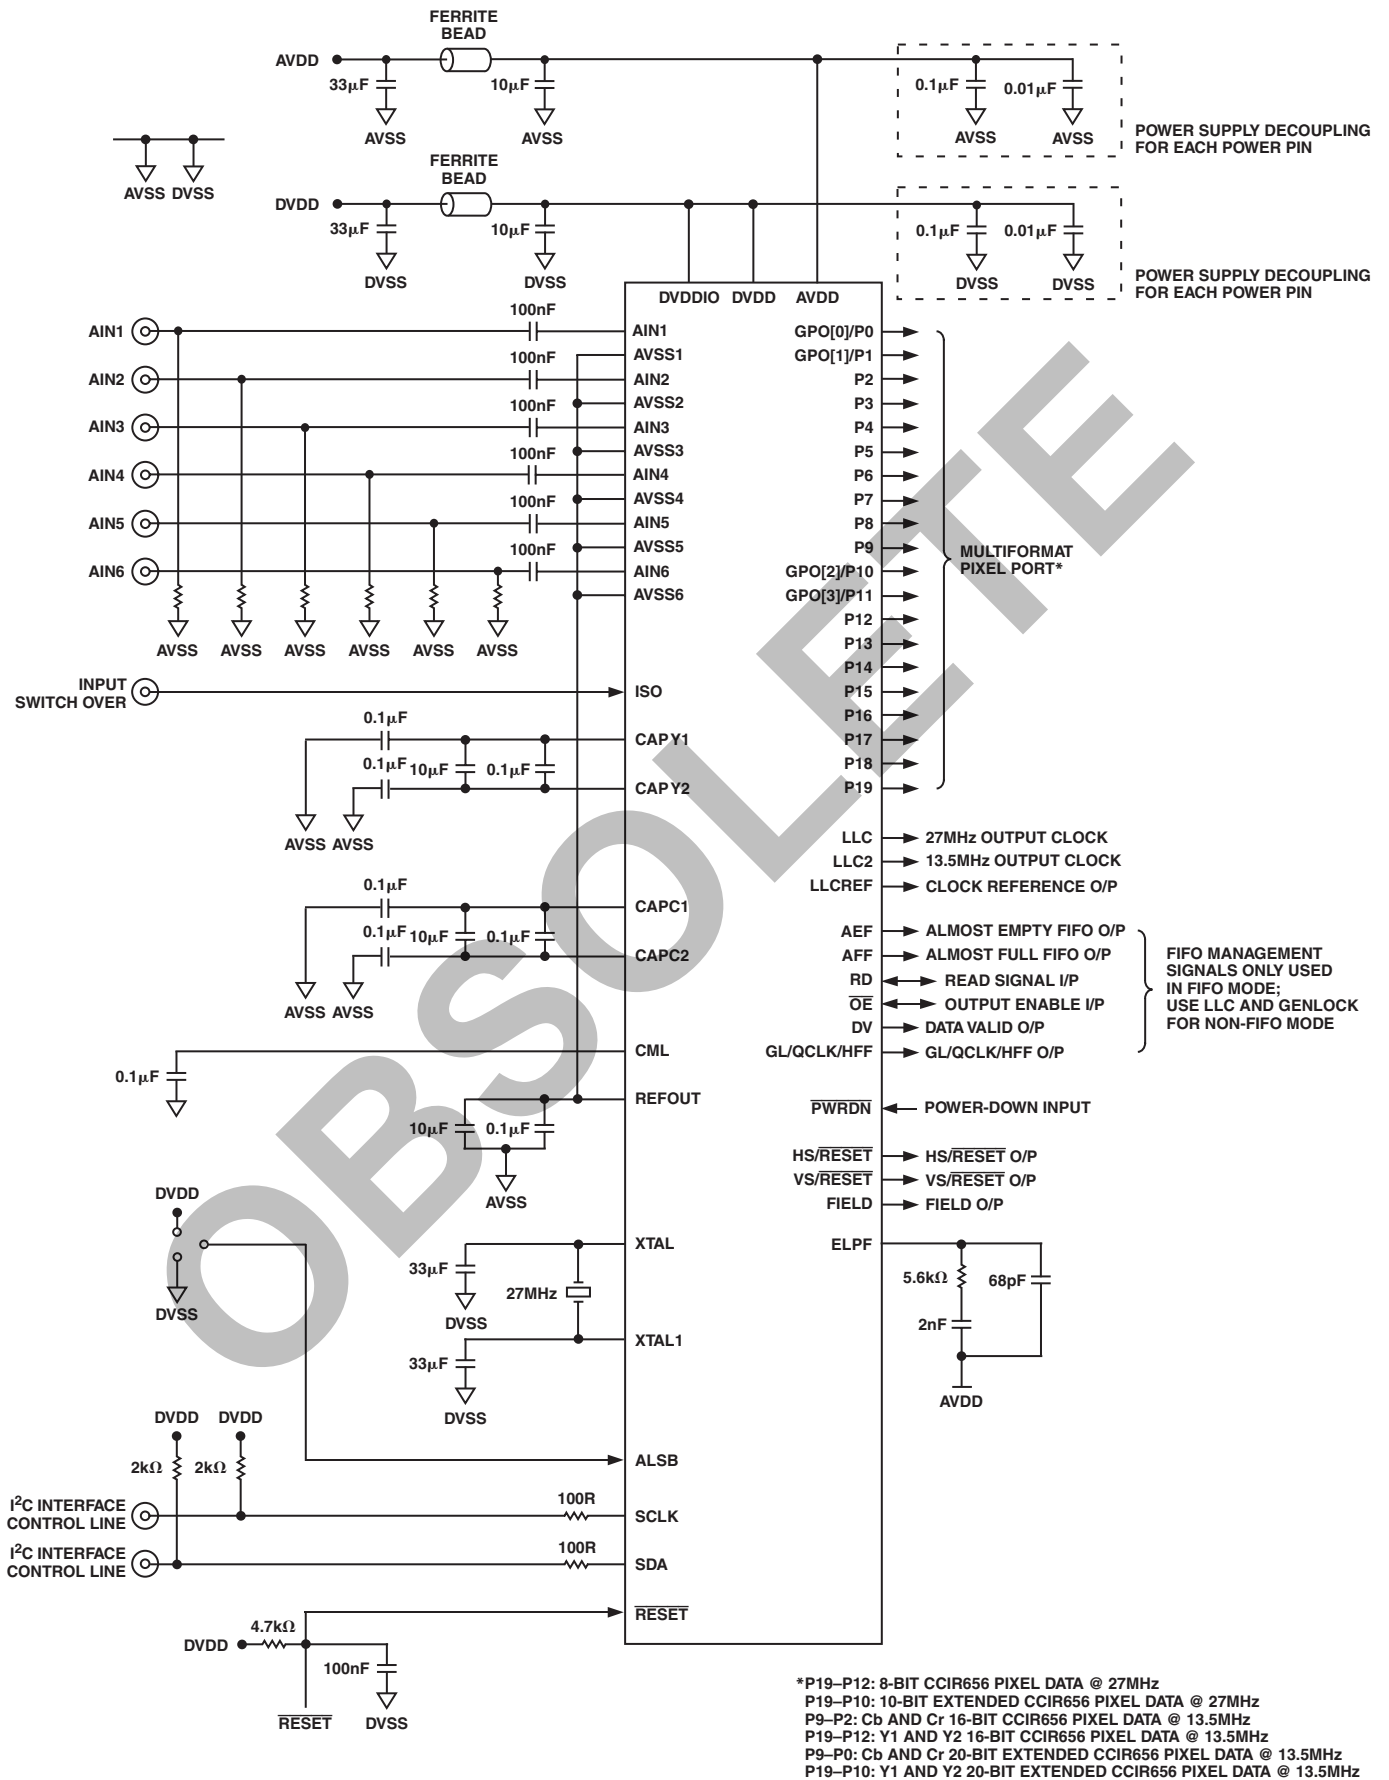 FERRITE
BEAD
AVDD
33µF
10µF
AVSS
AVSS
0.1µF
0.01µF
AVSS
AVSS
POWER SUPPLY DECOUPLING
FOR EACH POWER PIN
AVSS DVSS
FERRITE
BEAD
DVDD
33µF
10µF
DVSS
DVSS
0.1µF
0.01µF
DVSS
DVSS
POWER SUPPLY DECOUPLING
FOR EACH POWER PIN
DVDDIO DVDD AVDD
AIN1
100nF
AIN2
100nF
AIN3
100nF
AIN4
100nF
AIN5
100nF
AIN6
100nF
AVSS AVSS AVSS AVSS AVSS AVSS
AIN1
AVSS1
AIN2
AVSS2
AIN3
AVSS3
AIN4
AVSS4
AIN5
AVSS5
AIN6
AVSS6
GPO[0]/P0
GPO[1]/P1
P2
P3
P4
P5
P6
P7
P8
P9
GPO[2]/P10
GPO[3]/P11
P12
P13
P14
P15
P16
P17
P18
P19
MULTIFORMAT
PIXEL PORT*
INPUT
SWITCH OVER
ISO
0.1µF
CAPY1
0.1µF 10µF 0.1µF
CAPY2
AVSS AVSS
0.1µF
CAPC1
0.1µF 10µF 0.1µF
CAPC2
AVSS AVSS
CML
0.1µF
REFOUT
10µF 0.1µF
AVSS
LLC 27MHz OUTPUT CLOCK
LLC2 13.5MHz OUTPUT CLOCK
LLCREF CLOCK REFERENCE O/P
AEF ALMOST EMPTY FIFO O/P
AFF ALMOST FULL FIFO O/P
RD READ SIGNAL I/P
OE OUTPUT ENABLE I/P
DV DATA VALID O/P
GL/QCLK/HFF GL/QCLK/HFF O/P
FIFO MANAGEMENT
SIGNALS ONLY USED
IN FIFO MODE;
USE LLC AND GENLOCK
FOR NON-FIFO MODE
PWRDN POWER-DOWN INPUT
HS/RESET HS/RESET O/P
VS/RESET VS/RESET O/P
FIELD FIELD O/P
DVDD
DVSS
XTAL
33µF
DVSS
27MHz
XTAL1
33µF
DVSS
ELPF
5.6kΩ
68pF
2nF
AVDD
DVDD DVDD
2kΩ 2kΩ
ALSB
I2C INTERFACE
CONTROL LINE
100R
SCLK
I2C INTERFACE
CONTROL LINE
100R
SDA
RESET
4.7kΩ
DVDD
100nF
RESET
DVSS
*P19–P12: 8-BIT CCIR656 PIXEL DATA @ 27MHz
P19–P10: 10-BIT EXTENDED CCIR656 PIXEL DATA @ 27MHz
P9–P2: Cb AND Cr 16-BIT CCIR656 PIXEL DATA @ 13.5MHz
P19–P12: Y1 AND Y2 16-BIT CCIR656 PIXEL DATA @ 13.5MHz
P9–P0: Cb AND Cr 20-BIT EXTENDED CCIR656 PIXEL DATA @ 13.5MHz
P19–P10: Y1 AND Y2 20-BIT EXTENDED CCIR656 PIXEL DATA @ 13.5MHz
OBSOLETE